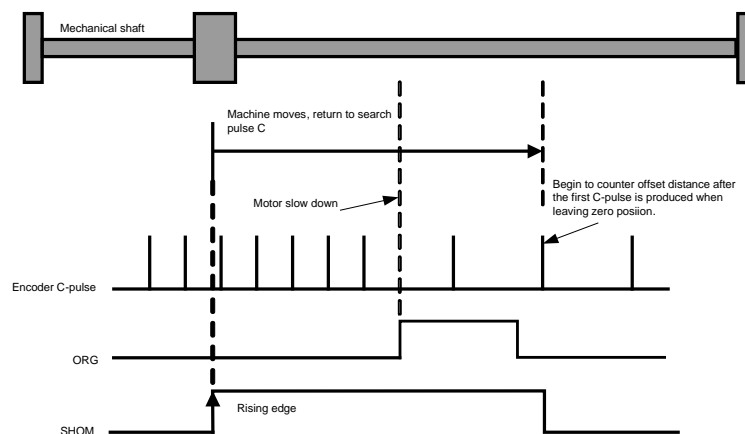 Mechanical shaft
Machine moves, return to search
pulse C
Begin to counter offset distance after
the first C-pulse is produced when
leaving zero posiion.
Motor slow down
Encoder C-pulse
ORG
Rising edge
SHOM